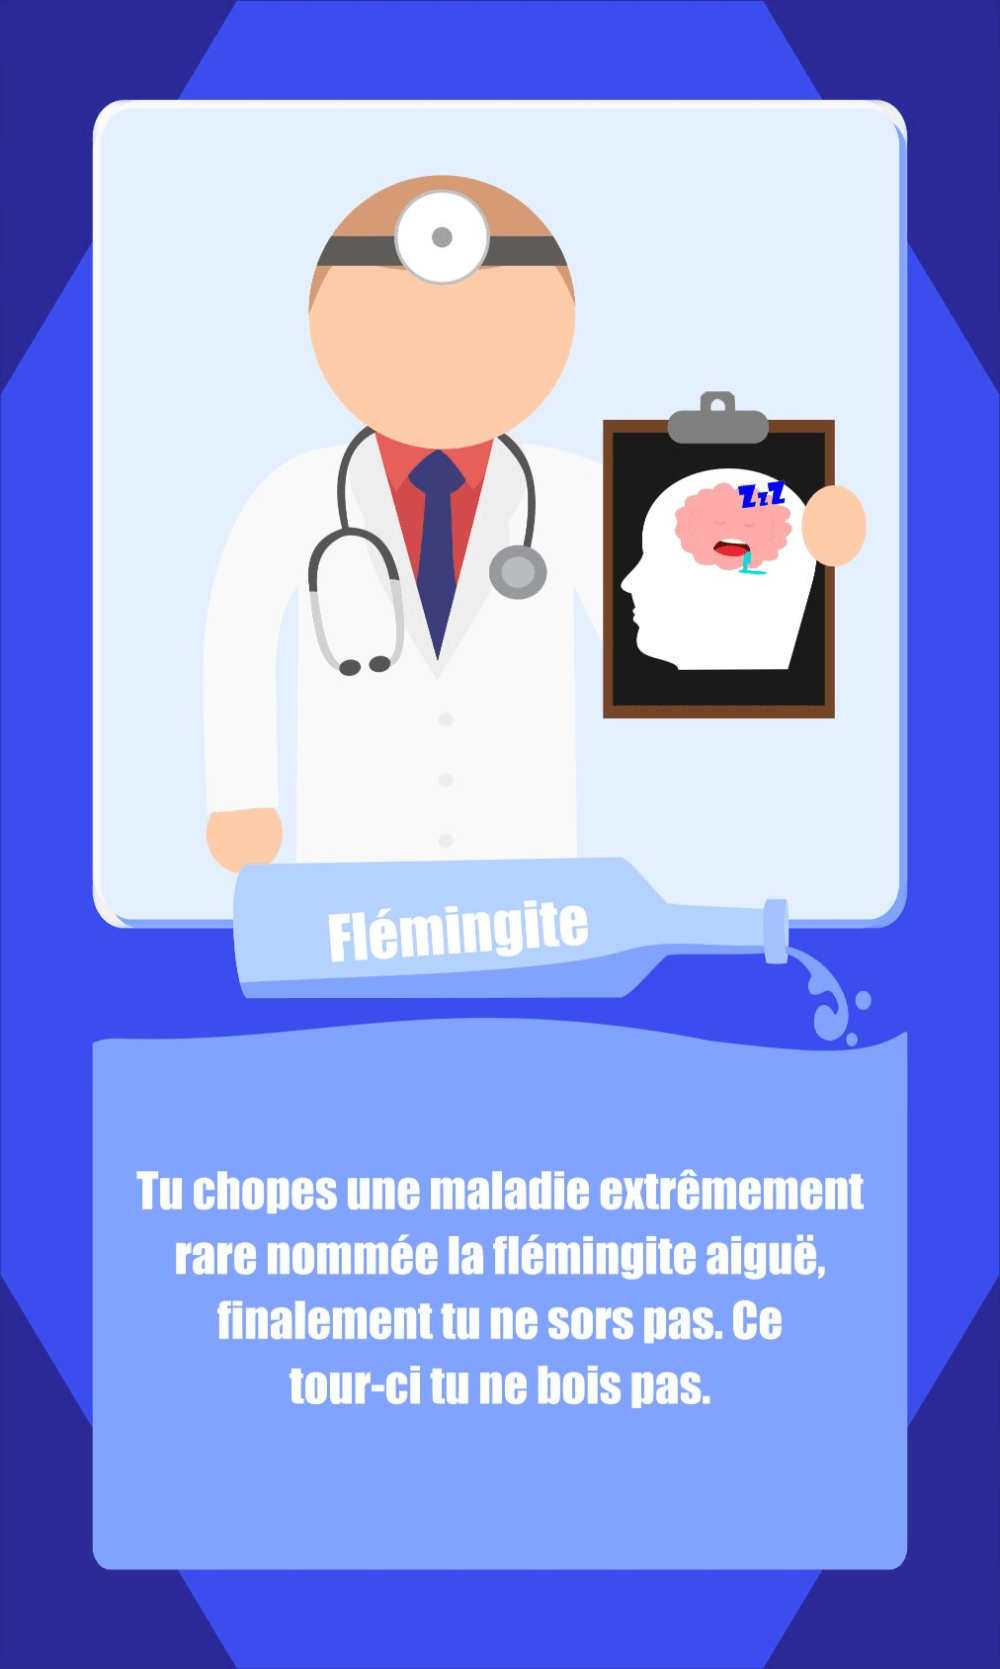 ZzZ
Flémingite
Tu chopes une maladie extrêmement
rare nommée la flémingite aiguë,
finalement tu ne sors pas. Ce
tour-ci tu ne bois pas.